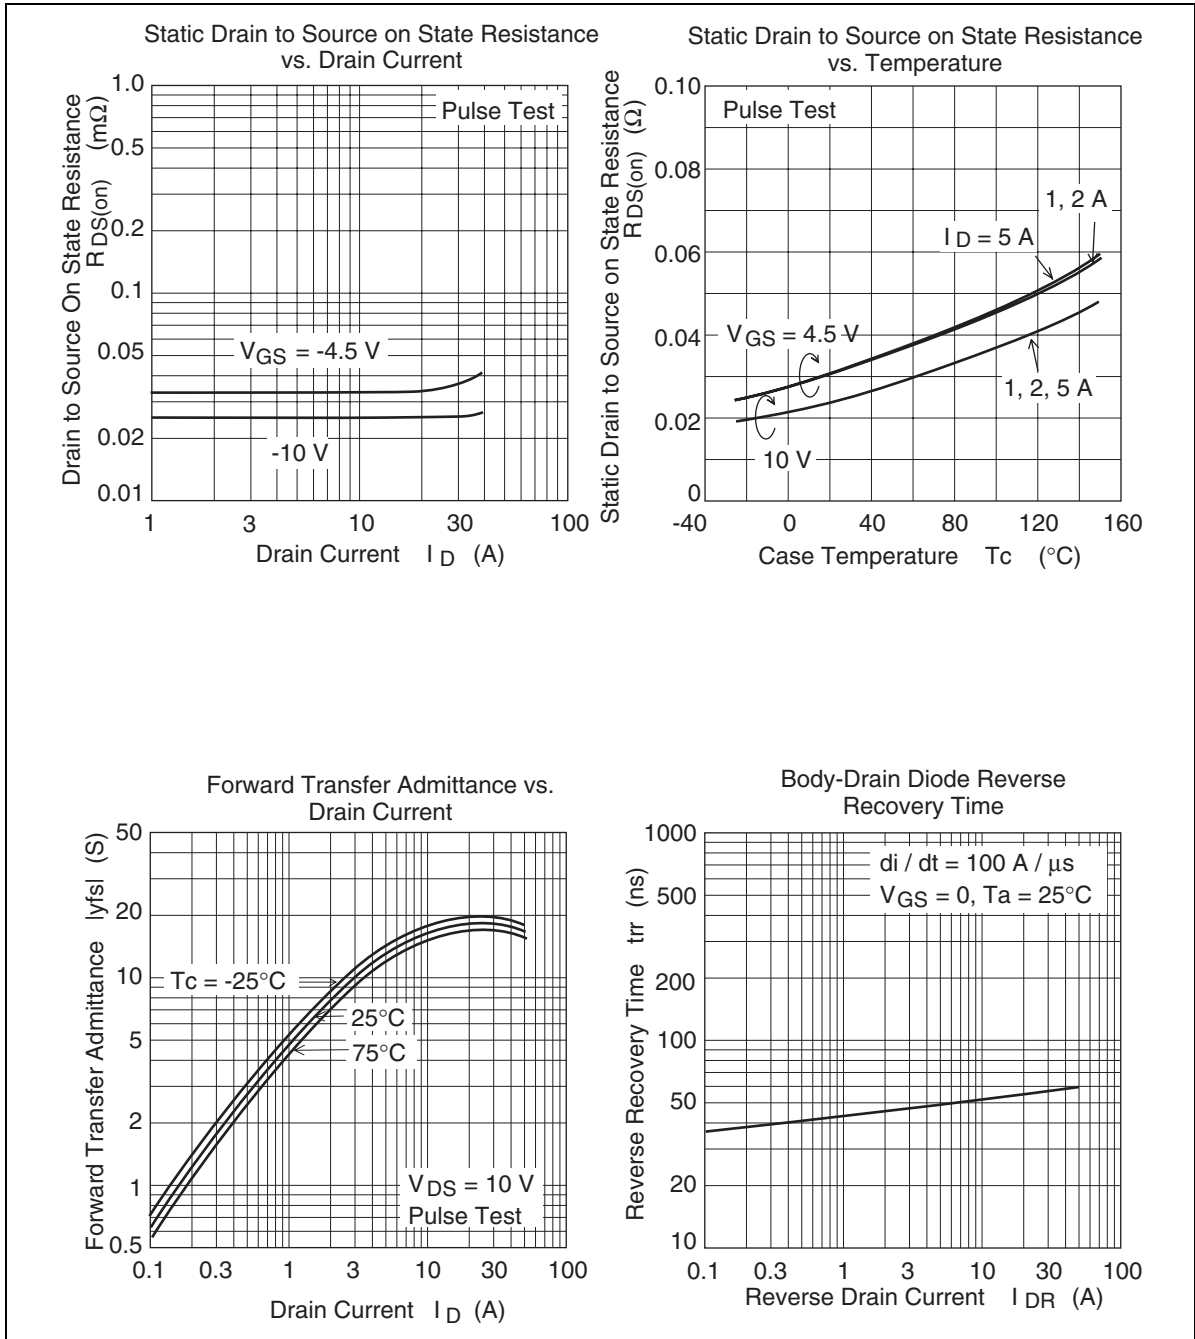 Static Drain to Source on State Resistance
vs. Drain Current
1.0
0.5
0.2
0.1
0.05
0.02
0.01
Drain to Source On State Resistance
R DS(on) (mΩ)
Pulse Test
VGS = -4.5 V
-10 V
1 3 10 30 100
Drain Current I D (A)
Static Drain to Source on State Resistance
vs. Temperature
0.10
0.08
0.06
0.04
0.02
0
Static Drain to Source on State Resistance
R DS(on) (Ω)
Pulse Test
1, 2 A
I D = 5 A
VGS = 4.5 V
1, 2, 5 A
10 V
-40 0 40 80 120 160
Case Temperature Tc (°C)
Forward Transfer Admittance vs.
Drain Current
50
20
10
5
2
1
0.5
Forward Transfer Admittance |yfs| (S)
Tc = -25°C
25°C
75°C
V DS = 10 V
Pulse Test
0.1 0.3 1 3 10 30 100
Drain Current I D (A)
Body-Drain Diode Reverse
Recovery Time
1000
500
200
100
50
20
10
Reverse Recovery Time trr (ns)
di / dt = 100 A / µs
VGS = 0, Ta = 25°C
0.1 0.3 1 3 10 30 100
Reverse Drain Current I DR (A)